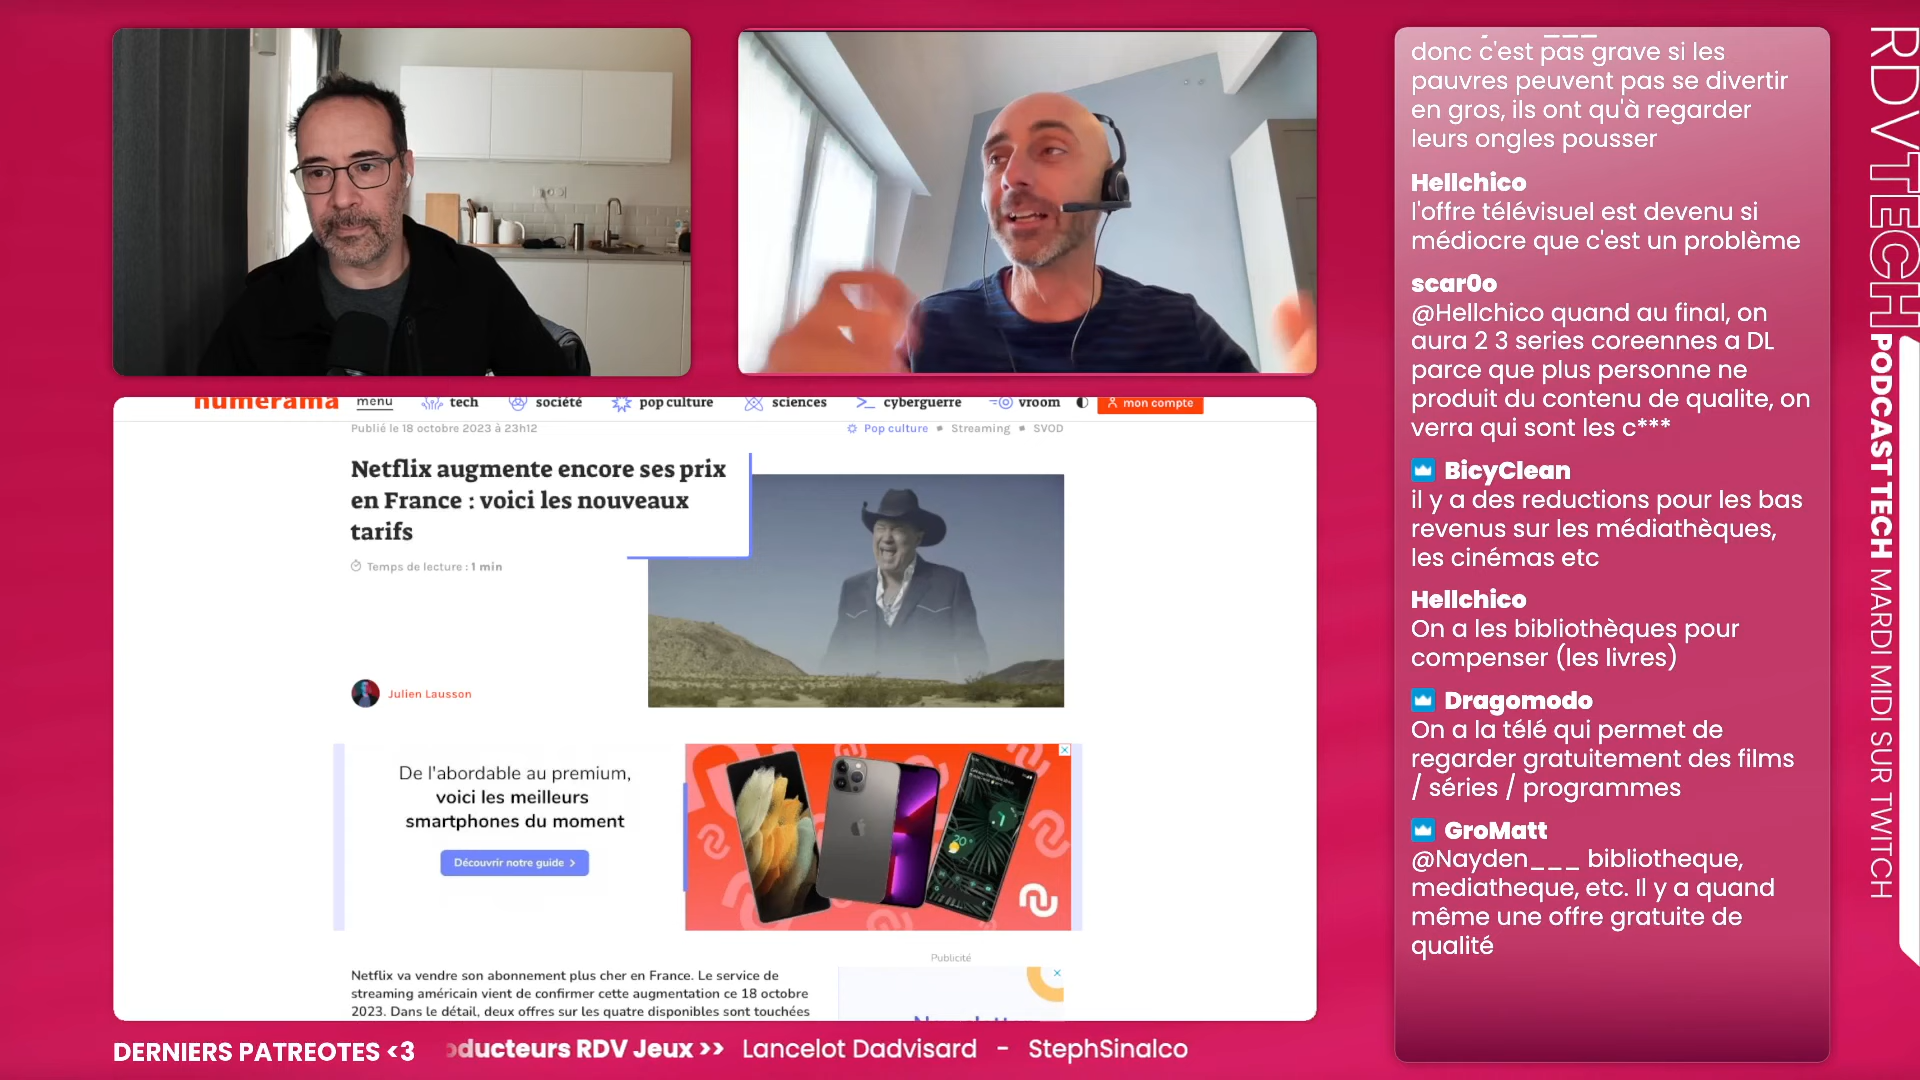 numerama
menu
tech
société
pop culture
sciences
cyberguerre
vroom
mon compte
Publié le 18 octobre 2023 à 23h12
Pop culture
Streaming
SVOD
Netflix augmente encore ses prix
en France : voici les nouveaux
tarifs
Temps de lecture : 1 min
Julien Lausson
De l'abordable au premium,
voici les meilleurs
smartphones du moment
Découvrir notre guide >
Publicité
Netflix va vendre son abonnement plus cher en France. Le service de
streaming américain vient de confirmer cette augmentation ce 18 octobre
2023. Dans le détail, deux offres sur les quatre disponibles sont touchées
DERNIERS PATREOTES <3
oducteurs RDV Jeux >> Lancelot Dadvisard - StephSinalco
donc c'est pas grave si les
pauvres peuvent pas se divertir
en gros, ils ont qu'à regarder
leurs ongles pousser
Hellchico
l'offre télévisuel est devenu si
médiocre que c'est un problème
scar0o
@Hellchico quand au final, on
aura 2 3 series coreennes a DL
parce que plus personne ne
produit du contenu de qualite, on
verra qui sont les c***
BicyClean
il y a des reductions pour les bas
revenus sur les médiathèques,
les cinémas etc
Hellchico
On a les bibliothèques pour
compenser (les livres)
Dragomodo
On a la télé qui permet de
regarder gratuitement des films
/ séries / programmes
GroMatt
@Nayden___ bibliotheque,
mediatheque, etc. Il y a quand
même une offre gratuite de
qualité
RDVTECH PODCAST TECH MARDI MIDI SUR TWITCH